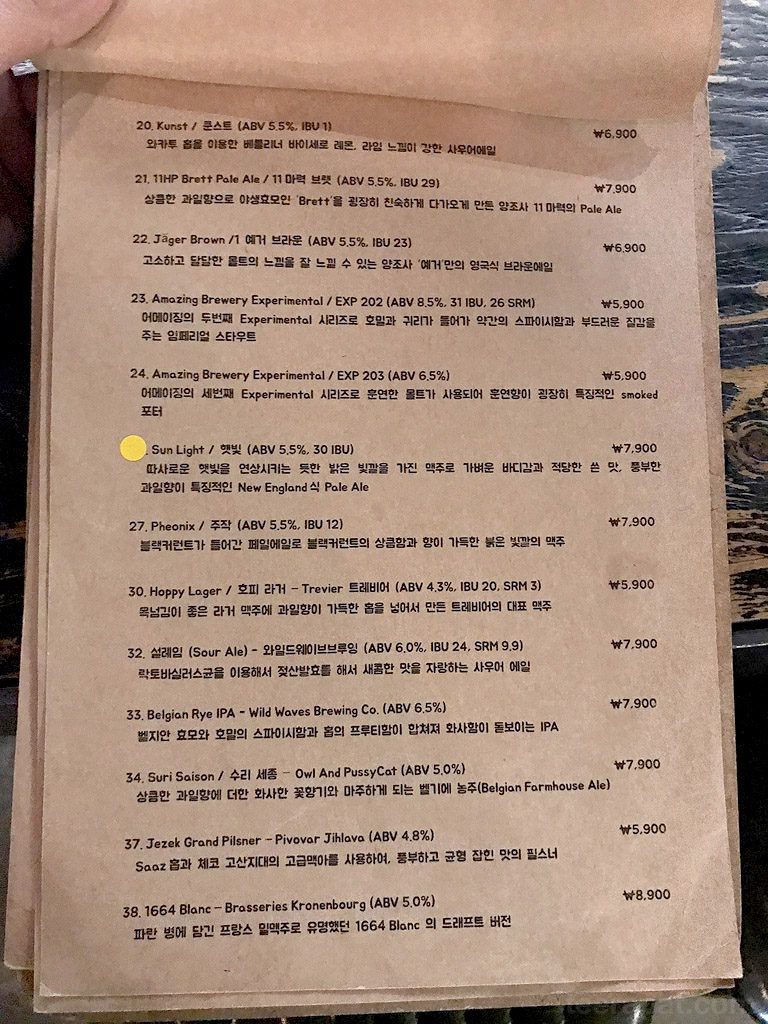 20. Kunst / 쿤스트 (ABV 5.5%, IBU 1)
₩6,900
와카투 홉을 이용한 베를리너 바이세로 레몬, 라임 느낌이 강한 사우어에일
21. 11HP Brett Pale Ale / 11 마력 브렛 (ABV 5.5%, IBU 29)
₩7,900
상큼한 과일향으로 야생효모인 'Brett'을 굉장히 친숙하게 다가오게 만든 양조사 11 마력의 Pale Ale
22. Jäger Brown /1 예거 브라운 (ABV 5.5%, IBU 23)
₩6,900
고소하고 담담한 몰트의 느낌을 잘 느낄 수 있는 양조사 '예거'만의 영국식 브라운에일
23. Amazing Brewery Experimental / EXP 202 (ABV 8.5%, 31 IBU, 26 SRM)
₩5,900
어메이징의 두번째 Experimental 시리즈로 호밀과 귀리가 들어가 약간의 스파이시함과 부드러운 질감을
주는 임페리얼 스타우트
24. Amazing Brewery Experimental / EXP 203 (ABV 6.5%)
₩5,900
어메이징의 세번째 Experimental 시리즈로 훈연한 몰트가 사용되어 훈연향이 굉장히 특징적인 smoked
포터
. Sun Light / 햇빛 (ABV 5.5%, 30 IBU)
₩7,900
따사로운 햇빛을 연상시키는 듯한 밝은 빛깔을 가진 맥주로 가벼운 바디감과 적당한 쓴 맛, 풍부한
과일향이 특징적인 New England 식 Pale Ale
27. Pheonix / 주작 (ABV 5.5%, IBU 12)
₩7,900
블랙커런트가 들어간 페일에일로 블랙커런트의 상큼함과 향이 가득한 붉은 빛깔의 맥주
30. Hoppy Lager / 호피 라거 – Trevier 트레비어 (ABV 4.3%, IBU 20, SRM 3)
₩5,900
목넘김이 좋은 라거 맥주에 과일향이 가득한 홉을 넣어서 만든 트레비어의 대표 맥주
32. 설레임 (Sour Ale) – 와일드웨이브브루잉 (ABV 6.0%, IBU 24, SRM 9.9)
₩7,900
락토바실러스균을 이용해서 젖산발효를 해서 새콤한 맛을 자랑하는 사우어 에일
33. Belgian Rye IPA – Wild Waves Brewing Co. (ABV 6.5%)
₩7,900
벨지안 효모와 호밀의 스파이시함과 홉의 프루티함이 합쳐져 화사함이 돋보이는 IPA
34. Suri Saison / 수리 세종 – Owl And PussyCat (ABV 5.0%)
₩7,900
상큼한 과일향에 더한 화사한 꽃향기와 마주하게 되는 벨기에 농주(Belgian Farmhouse Ale)
37. Jezek Grand Pilsner – Pivovar Jihlava (ABV 4.8%)
₩5,900
Saaz 홉과 체코 고산지대의 고급맥아를 사용하여, 풍부하고 균형 잡힌 맛의 필스너
38. 1664 Blanc – Brasseries Kronenbourg (ABV 5.0%)
₩8,900
파란 병에 담긴 프랑스 밀맥주로 유명했던 1664 Blanc 의 드래프트 버전